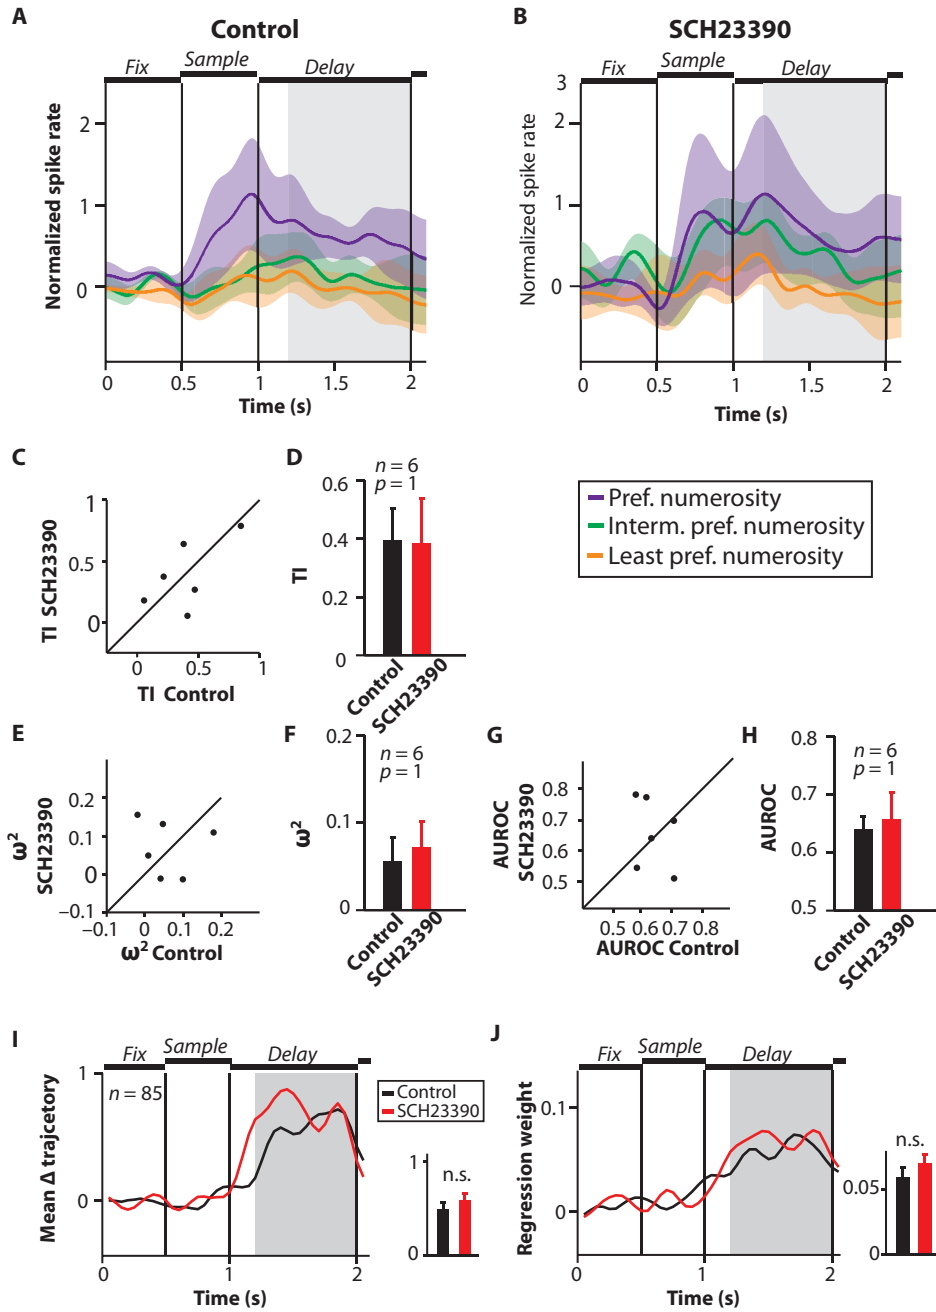 A
Control
Fix
Sample
Delay
Normalized spike rate
2
1
0
0
0.5
1
1.5
2
Time (s)
B
SCH23390
Fix
Sample
Delay
Normalized spike rate
3
2
1
0
0
0.5
1
1.5
2
Time (s)
C
TI SCH23390
1
0.5
0
0
0.5
1
TI Control
D
n = 6
p = 1
TI
0.6
0.4
0.2
0
Control
SCH23390
Pref. numerosity
Interm. pref. numerosity
Least pref. numerosity
E
ω²
SCH23390
0.2
0.1
0
−0.1
−0.1
0
0.1
0.2
ω² Control
F
n = 6
p = 1
ω²
0.2
0.1
0
Control
SCH23390
G
AUROC
SCH23390
0.8
0.7
0.6
0.5
0.5
0.6
0.7
0.8
AUROC Control
H
n = 6
p = 1
AUROC
0.8
0.7
0.6
0.5
Control
SCH23390
I
Fix
Sample
Delay
n = 85
Mean Δ trajcetory
1
0
0
1
2
Time (s)
Control
SCH23390
1
n.s.
0
J
Fix
Sample
Delay
Regression weight
0.1
0
0
1
2
Time (s)
n.s.
0.05
0